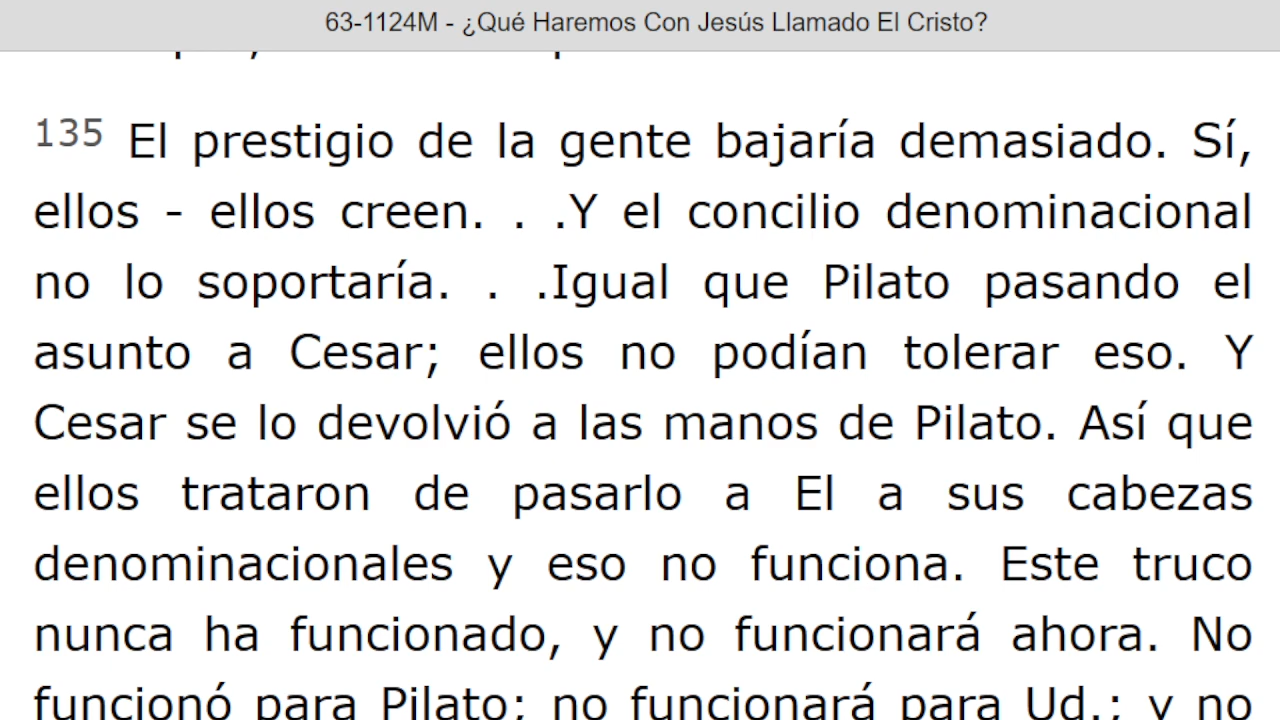 63-1124M - ¿Qué Haremos Con Jesús Llamado El Cristo?
135 El prestigio de la gente bajaría demasiado. Sí,
ellos - ellos creen. . .Y el concilio denominacional
no lo soportaría. . .Igual que Pilato pasando el
asunto a Cesar; ellos no podían tolerar eso. Y
Cesar se lo devolvió a las manos de Pilato. Así que
ellos trataron de pasarlo a El a sus cabezas
denominacionales y eso no funciona. Este truco
nunca ha funcionado, y no funcionará ahora. No
funcionó para Pilato; no funcionará para Ud.; y no